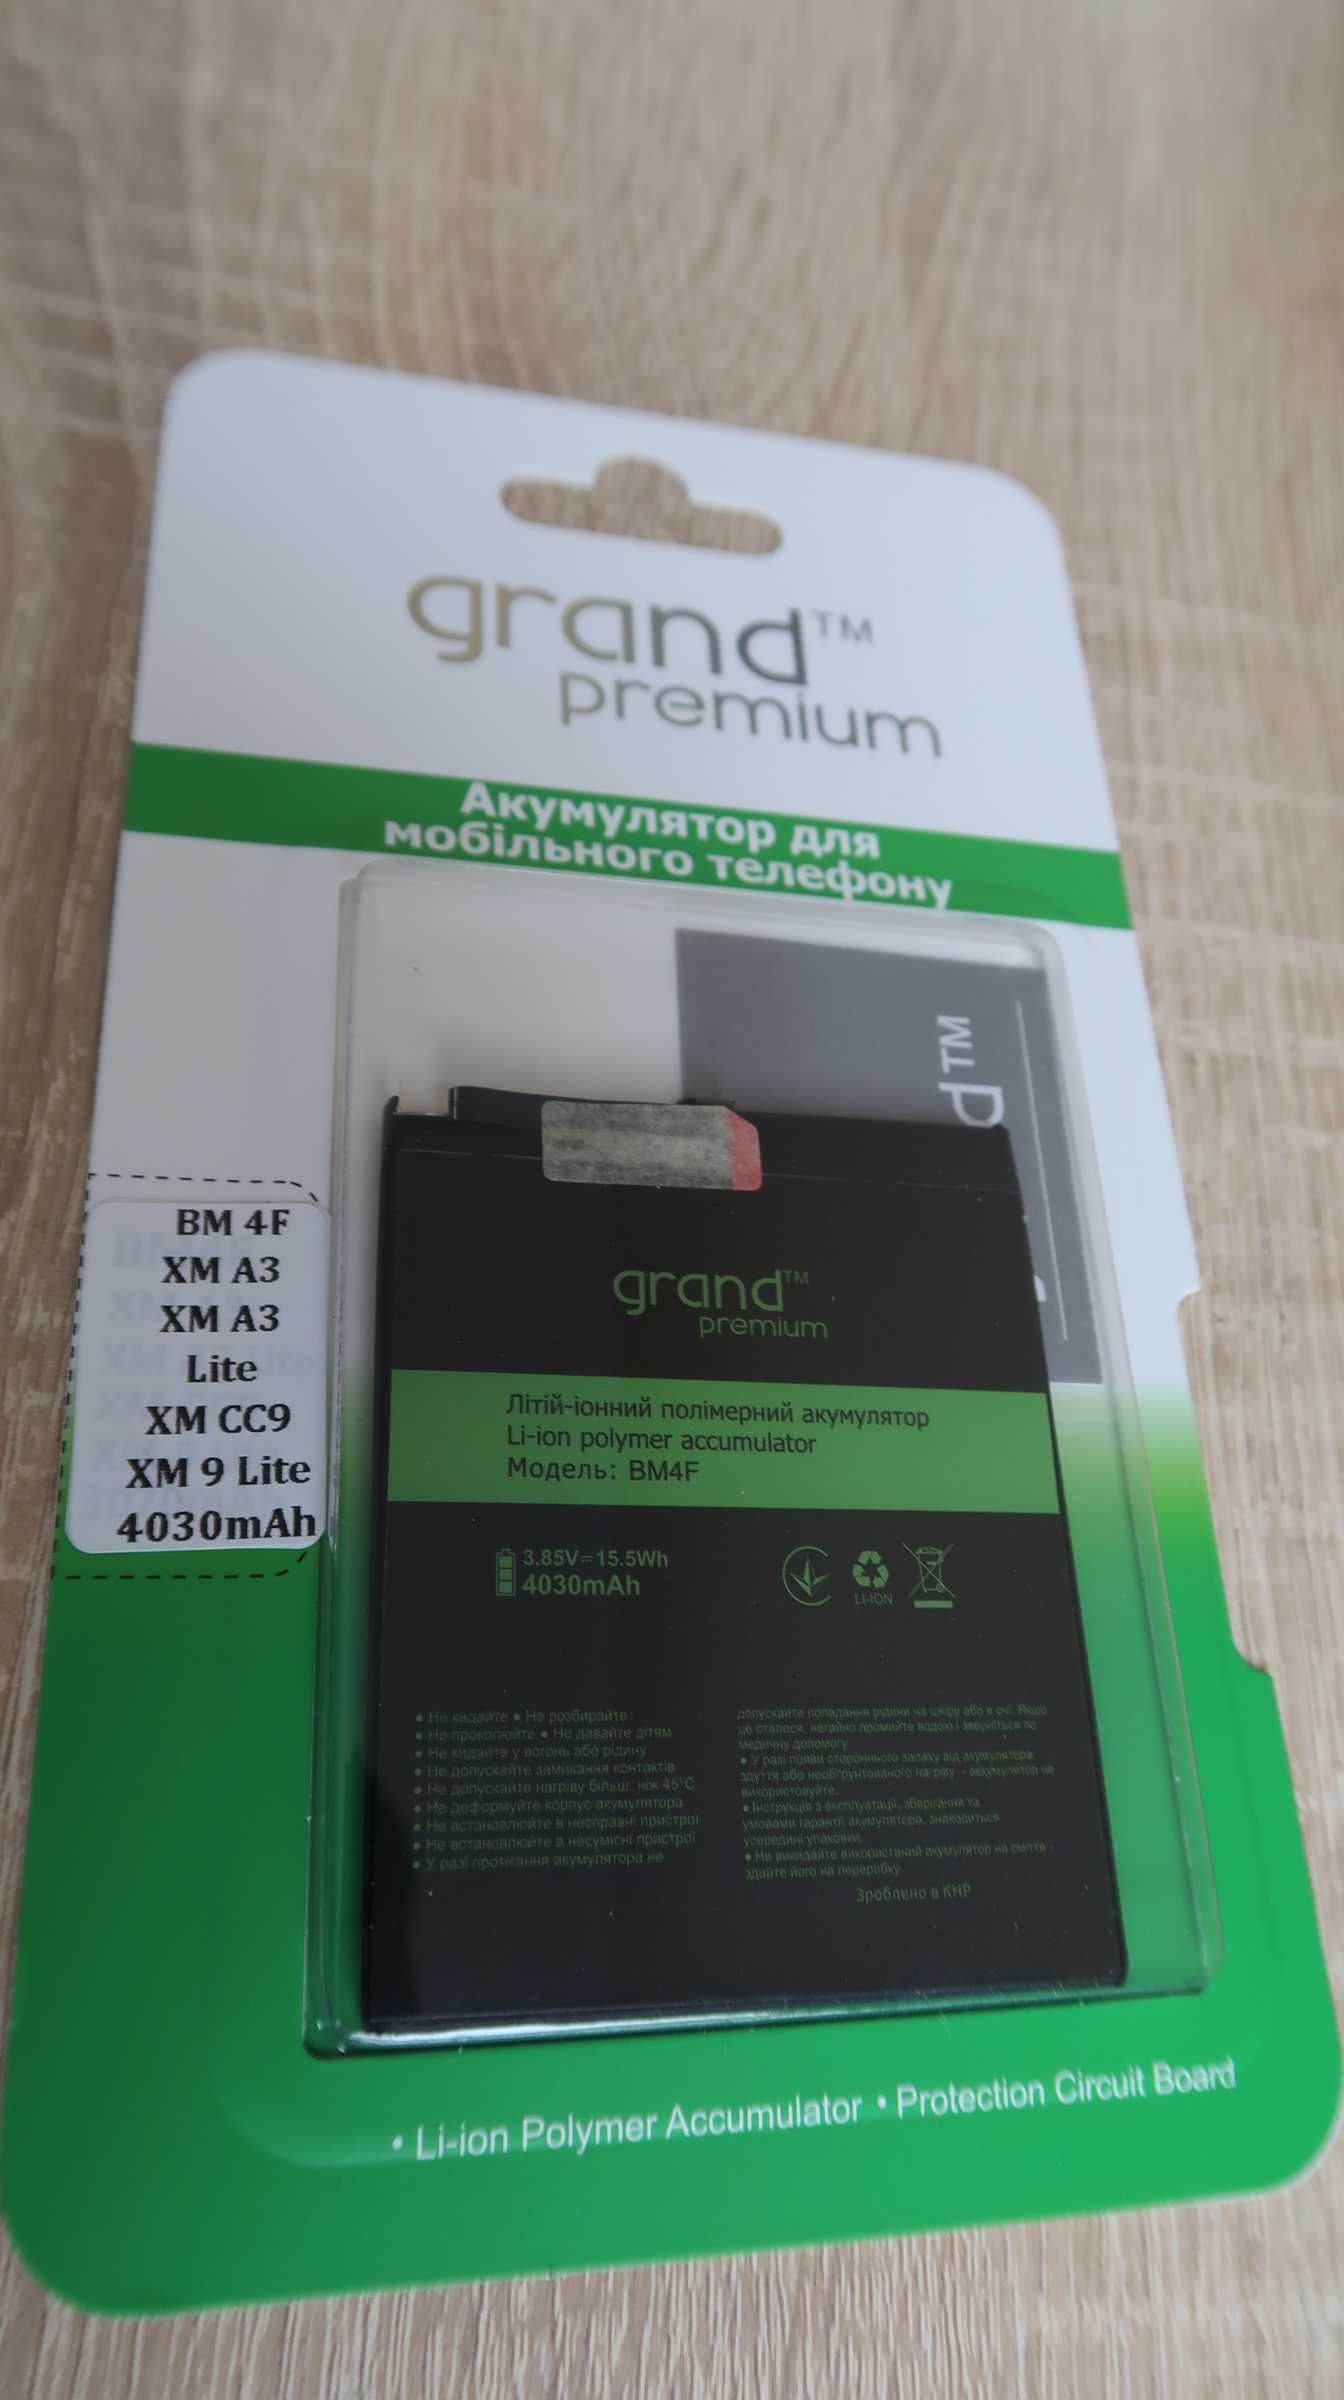 grand™
premium
Акумулятор для
мобільного телефону
d™
BM 4F
XM A3
XM A3
Lite
XM CC9
XM 9 Lite
4030mAh
grand™
premium
Літій-іонний полімерний акумулятор
Li-ion polymer accumulator
Модель: BM4F
3.85V=15.5Wh
4030mAh
LI-ION
● Не кидайте ● Не розбирайте
● Не проколюйте ● Не давайте дітям
● Не кидайте у вогонь або рідину
● Не допускайте замикання контактів
● Не допускайте нагріву більш, ніж 45°C
● Не деформуйте корпус акумулятора
● Не встановлюйте в несправні пристрої
● Не встановлюйте в несумісні пристрої
● У разі протікання акумулятора не
допускайте попадання рідини на шкіру або в очі. Якщо
це сталося, негайно промийте водою і зверніться по
медичну допомогу
● У разі появи стороннього запаху від акумулятора,
здуття або необґрунтованого нагріву - акумулятор не
використовуйте.
● Інструкція з експлуатації, зберігання та
умовами гарантії акумулятора, знаходиться
усередині упаковки.
● Не викидайте використаний акумулятор на сміття -
здайте його на переробку.
Зроблено в КНР
• Li-ion Polymer Accumulator • Protection Circuit Board